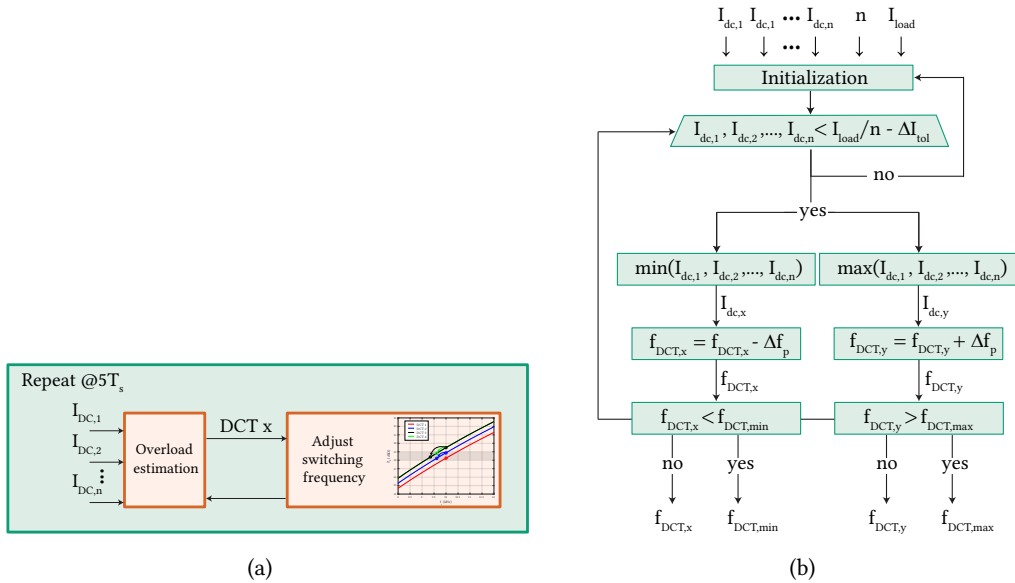 Repeat @5Ts
I_DC,1
I_DC,2
I_DC,n
Overload
estimation
DCT x
Adjust
switching
frequency
(a)
I_dc,1 I_dc,1 ••• I_dc,n n I_load
•••
Initialization
I_dc,1 , I_dc,2 ,..., I_dc,n < I_load/n - ΔI_tol
no
yes
min(I_dc,1 , I_dc,2 ,..., I_dc,n) max(I_dc,1 , I_dc,2 ,..., I_dc,n)
I_dc,x I_dc,y
f_DCT,x = f_DCT,x - Δf_p f_DCT,y = f_DCT,y + Δf_p
f_DCT,x f_DCT,y
f_DCT,x < f_DCT,min f_DCT,y > f_DCT,max
no yes no yes
f_DCT,x f_DCT,min f_DCT,y f_DCT,max
(b)